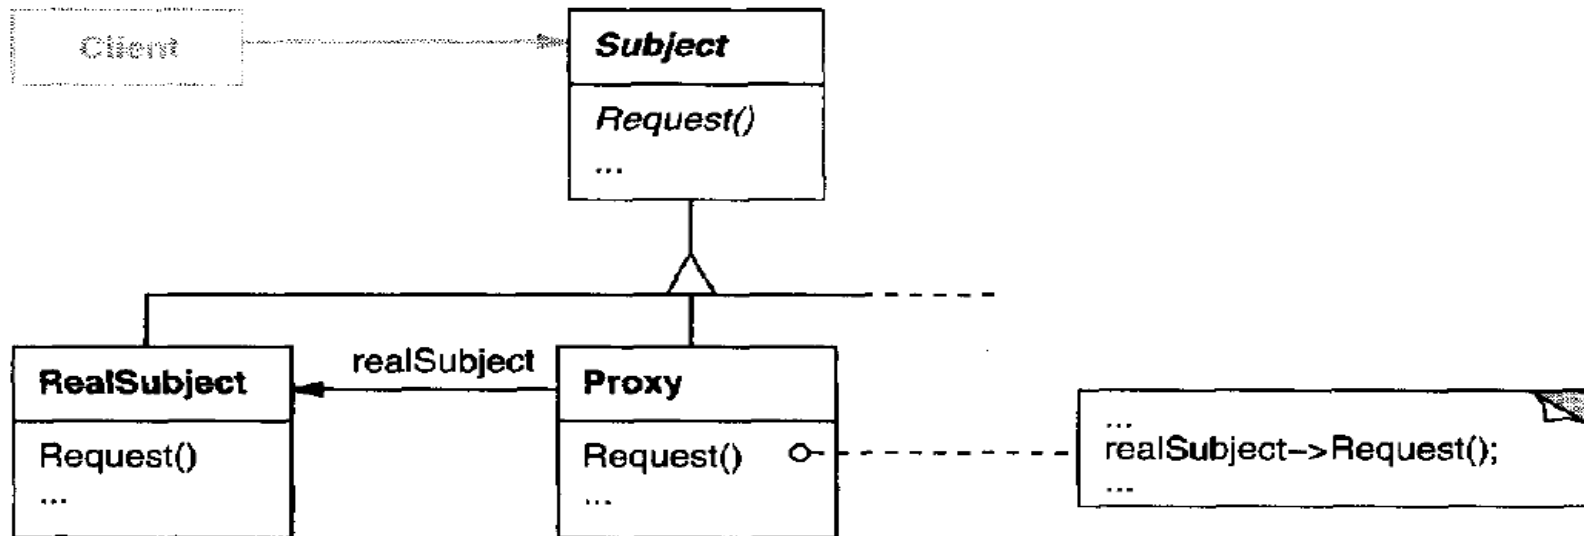 Client
Subject
Request()
...
realSubject
RealSubject
Request()
...
Proxy
Request()
...
...
realSubject->Request();
...